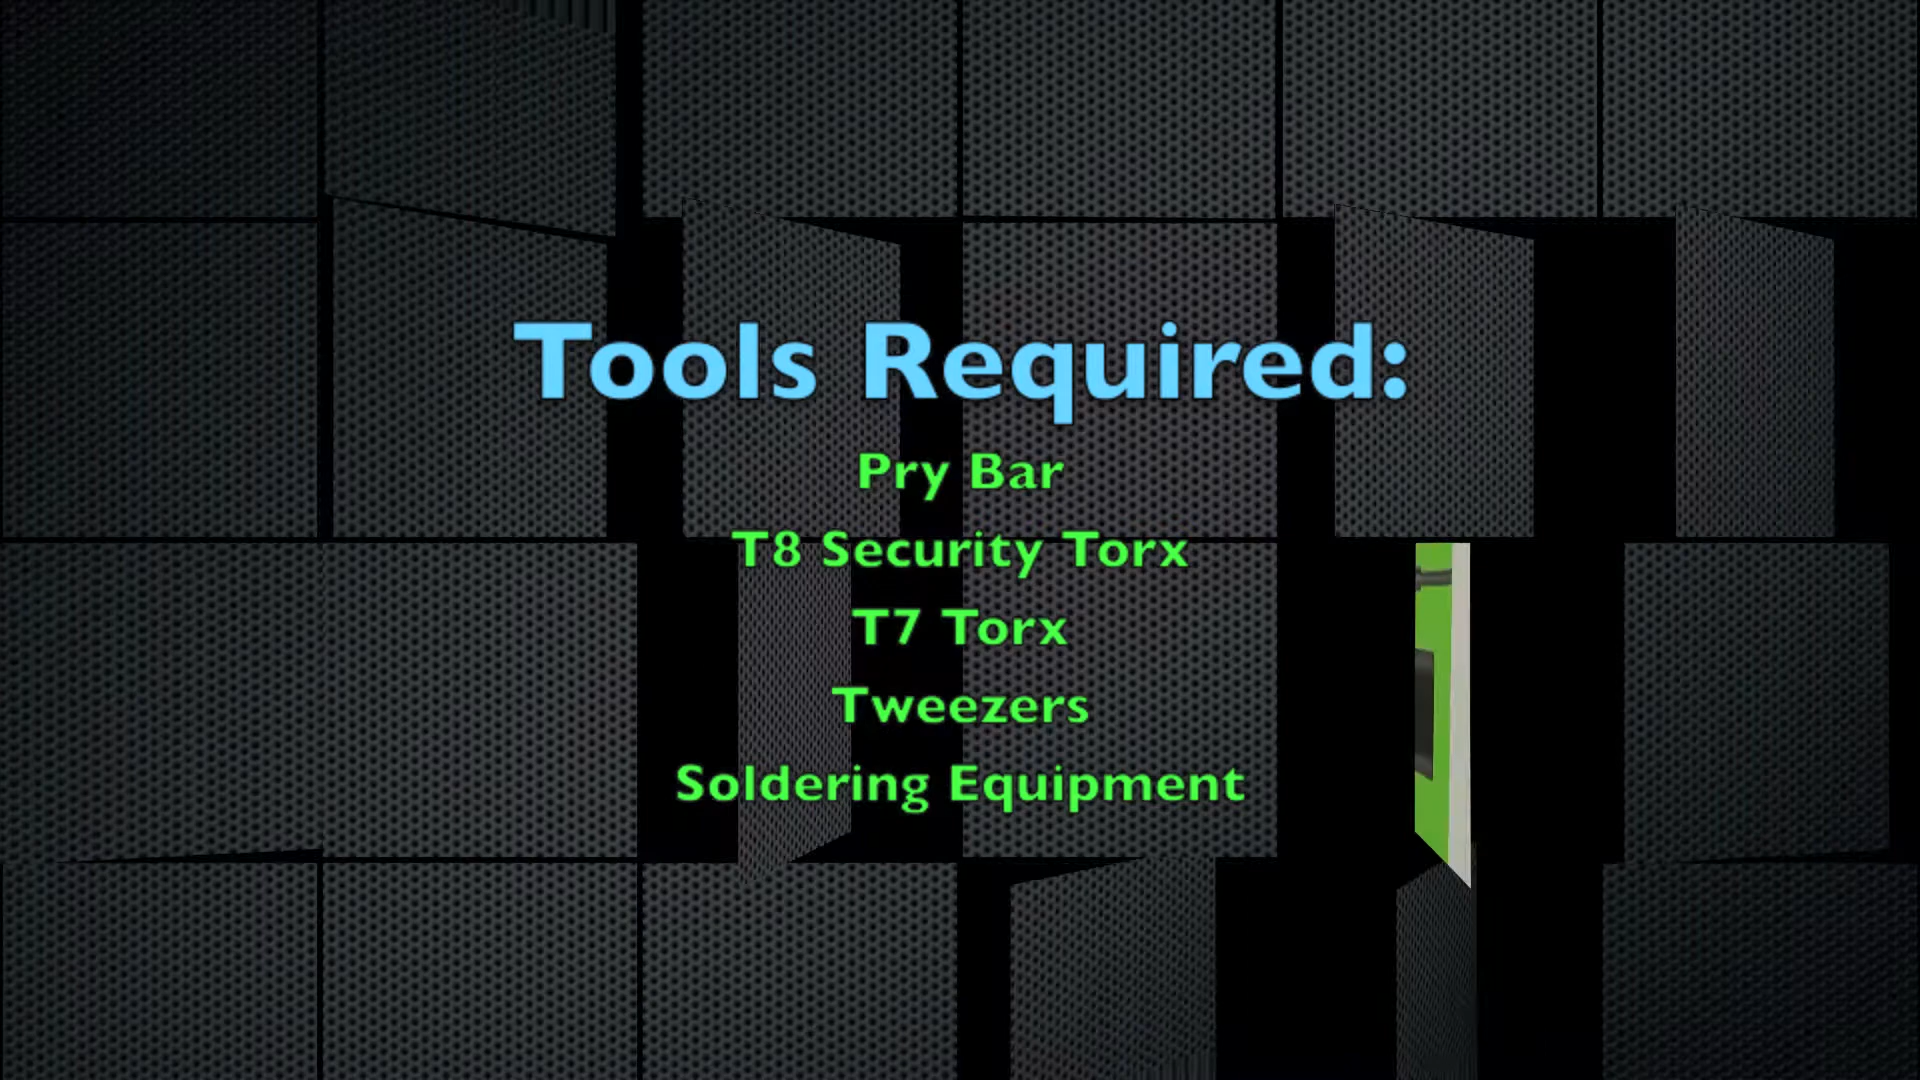 Tools Required:
Pry Bar
T8 Security Torx
T7 Torx
Tweezers
Soldering Equipment